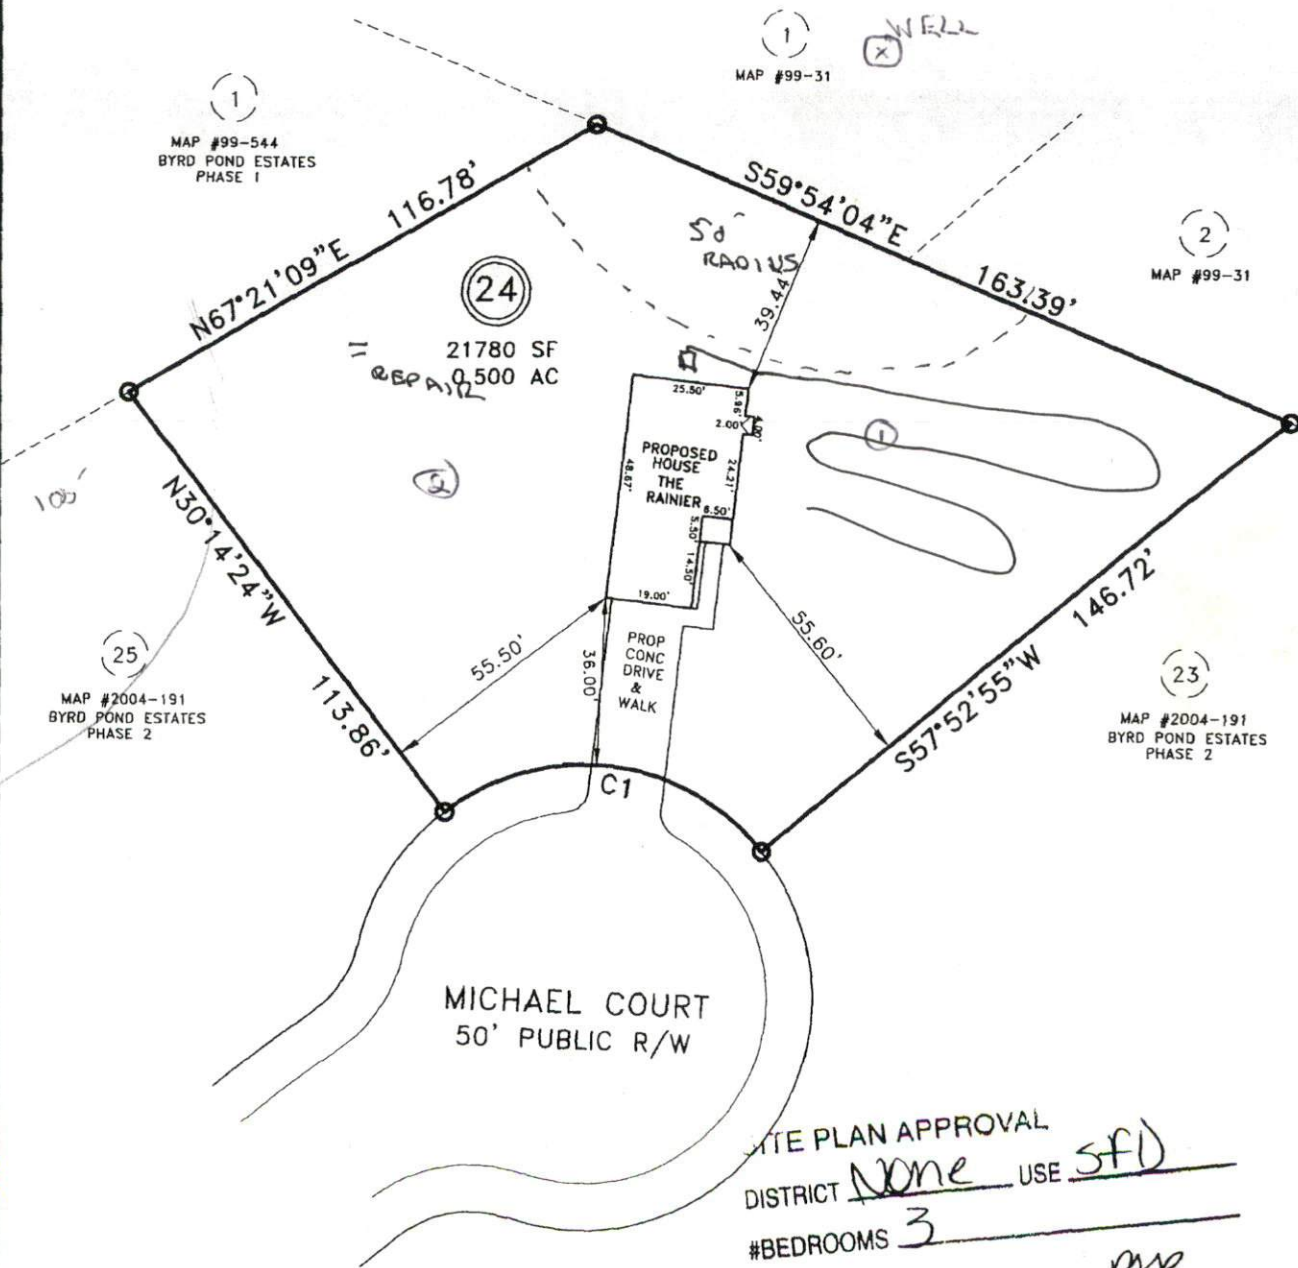 1
WELL
X
MAP #99-31
1
MAP #99-544
BYRD POND ESTATES
PHASE 1
116.78'
N67°21'09"E
S59°54'04"E
163.39'
2
MAP #99-31
50'
RADIUS
39.44'
24
21780 SF
0.500 AC
REPAIR
25.50'
5.96'
2.00'
4.00'
1
PROPOSED
HOUSE
THE
RAINIER
48.67'
24.21'
6.50'
5.50'
14.50'
19.00'
2
100'
N30°14'24"W
113.86'
25
MAP #2004-191
BYRD POND ESTATES
PHASE 2
55.50'
36.00'
PROP
CONC
DRIVE
&
WALK
55.60'
146.72'
S57°52'55"W
23
MAP #2004-191
BYRD POND ESTATES
PHASE 2
C1
MICHAEL COURT
50' PUBLIC R/W
SITE PLAN APPROVAL
DISTRICT None USE SFD
#BEDROOMS 3